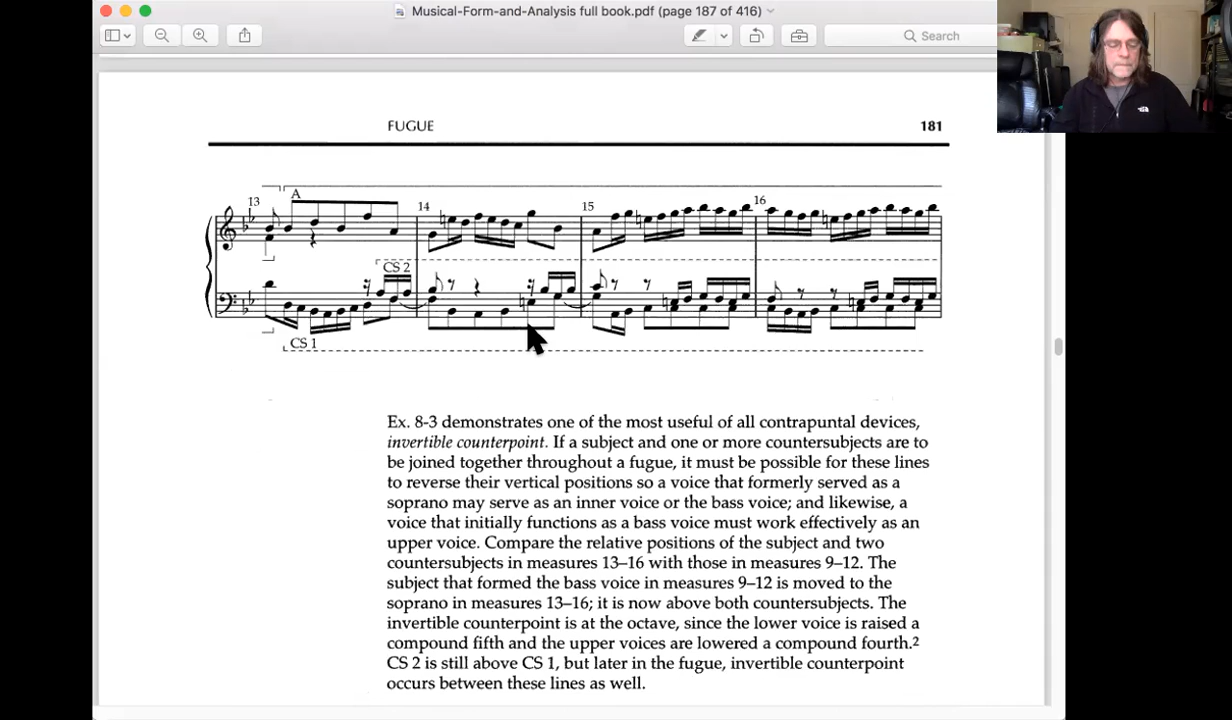 Musical-Form-and-Analysis full book.pdf (page 187 of 416)
Search
FUGUE 181
13 A 14 15 16
CS 2
CS 1
Ex. 8-3 demonstrates one of the most useful of all contrapuntal devices,
invertible counterpoint. If a subject and one or more countersubjects are to
be joined together throughout a fugue, it must be possible for these lines
to reverse their vertical positions so a voice that formerly served as a
soprano may serve as an inner voice or the bass voice; and likewise, a
voice that initially functions as a bass voice must work effectively as an
upper voice. Compare the relative positions of the subject and two
countersubjects in measures 13–16 with those in measures 9–12. The
subject that formed the bass voice in measures 9–12 is moved to the
soprano in measures 13–16; it is now above both countersubjects. The
invertible counterpoint is at the octave, since the lower voice is raised a
compound fifth and the upper voices are lowered a compound fourth.²
CS 2 is still above CS 1, but later in the fugue, invertible counterpoint
occurs between these lines as well.